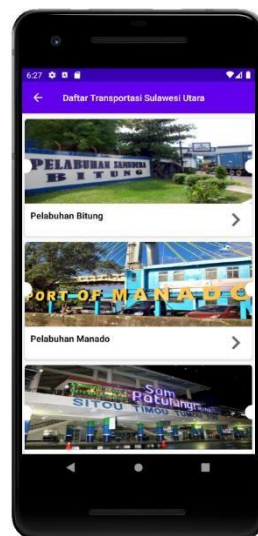 6:27
Daftar Transportasi Sulawesi Utara
PELABUHAN SAMUDERA
BITUNG
Pelabuhan Bitung
PORT OF MANADO
Pelabuhan Manado
Sam
Ratulangi
SITOU TIMOU